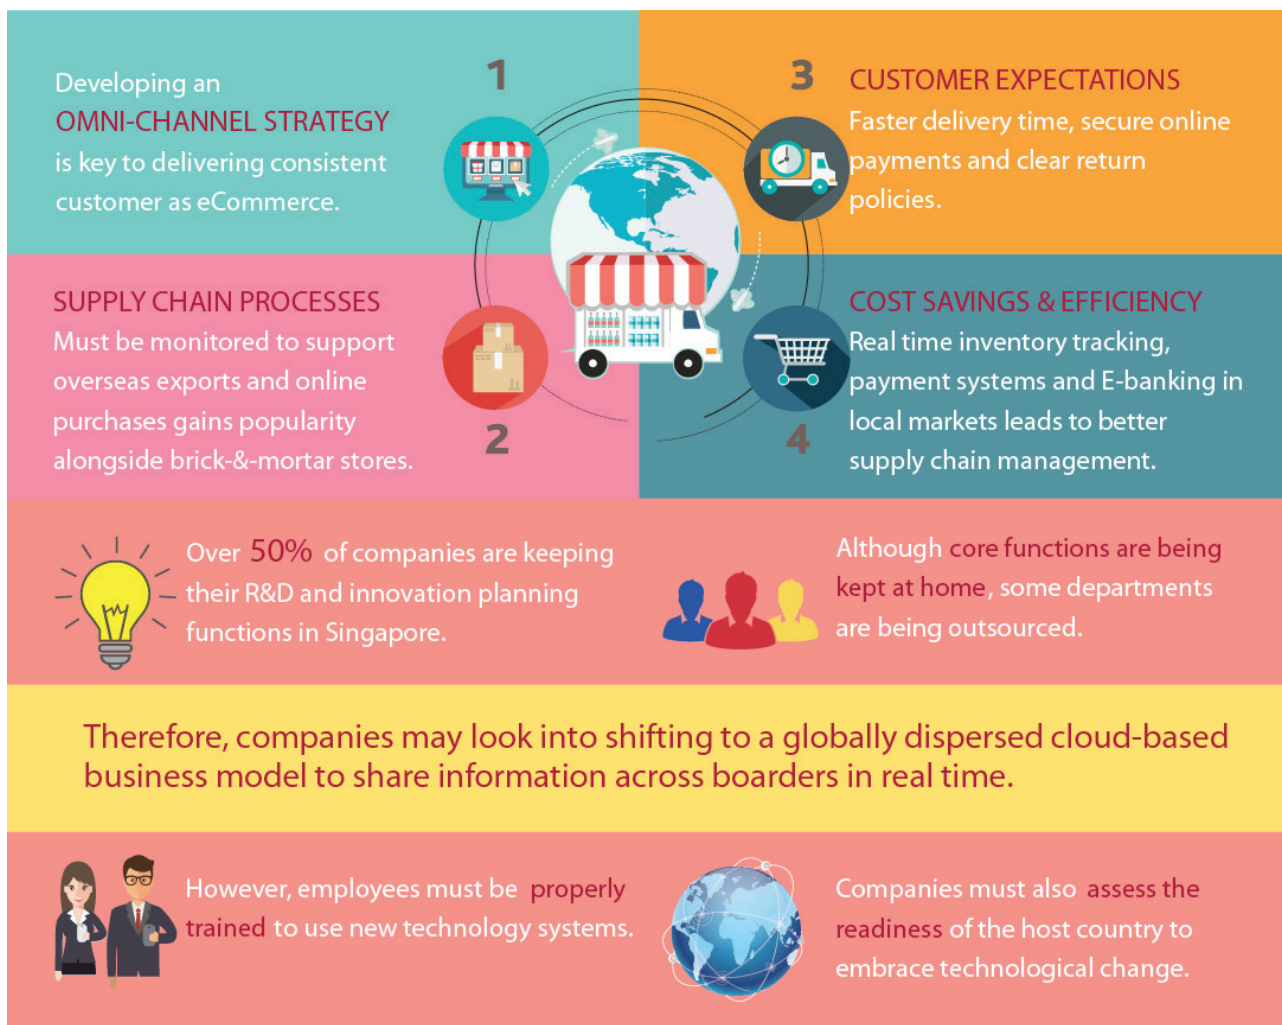 1
Developing an
OMNI-CHANNEL STRATEGY
is key to delivering consistent
customer as eCommerce.
SUPPLY CHAIN PROCESSES
Must be monitored to support
overseas exports and online
purchases gains popularity
alongside brick-&-mortar stores.
2
3
CUSTOMER EXPECTATIONS
Faster delivery time, secure online
payments and clear return
policies.
COST SAVINGS & EFFICIENCY
Real time inventory tracking,
payment systems and E-banking in
local markets leads to better
supply chain management.
4
Over 50% of companies are keeping
their R&D and innovation planning
functions in Singapore.
Although core functions are being
kept at home, some departments
are being outsourced.
Therefore, companies may look into shifting to a globally dispersed cloud-based
business model to share information across boarders in real time.
However, employees must be properly
trained to use new technology systems.
Companies must also assess the
readiness of the host country to
embrace technological change.